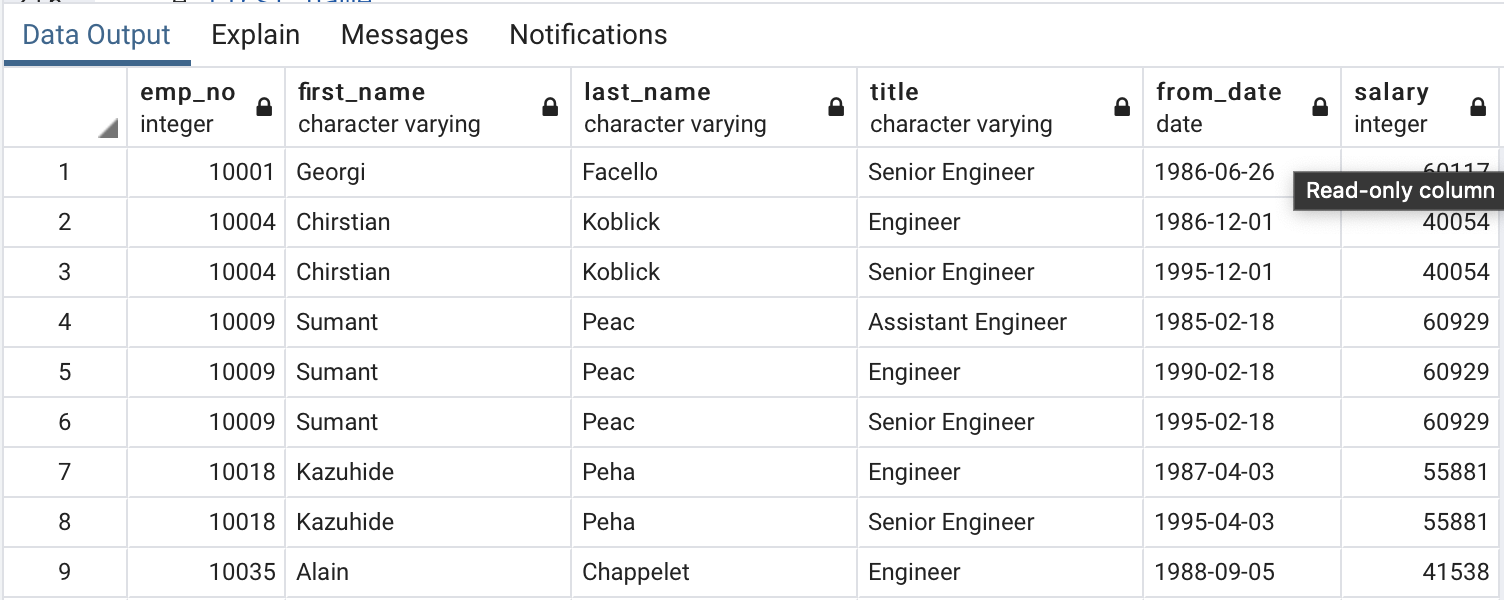 Data Output Explain Messages Notifications
emp_no first_name last_name title from_date salary
integer character varying character varying character varying date integer
1 10001 Georgi Facello Senior Engineer 1986-06-26 60117
Read-only column
2 10004 Chirstian Koblick Engineer 1986-12-01 40054
3 10004 Chirstian Koblick Senior Engineer 1995-12-01 40054
4 10009 Sumant Peac Assistant Engineer 1985-02-18 60929
5 10009 Sumant Peac Engineer 1990-02-18 60929
6 10009 Sumant Peac Senior Engineer 1995-02-18 60929
7 10018 Kazuhide Peha Engineer 1987-04-03 55881
8 10018 Kazuhide Peha Senior Engineer 1995-04-03 55881
9 10035 Alain Chappelet Engineer 1988-09-05 41538